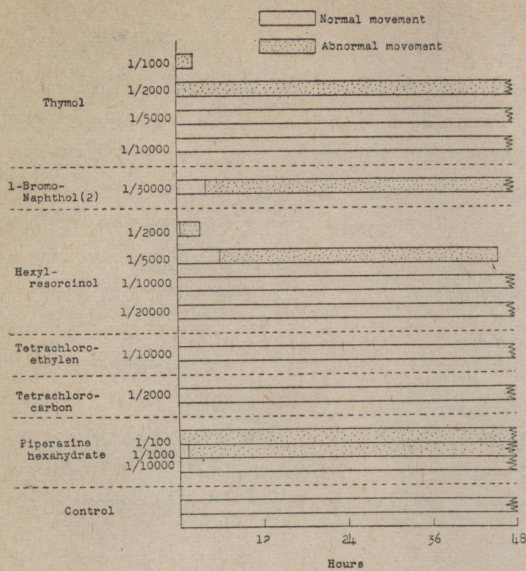 Normal movement
Abnormal movement
Thymol
1/1000
1/2000
1/5000
1/10000
1-Bromo-
Naphthol(2)
1/30000
Hexyl-
resorcinol
1/2000
1/5000
1/10000
1/20000
Tetrachloro-
ethylen
1/10000
Tetrachloro-
carbon
1/2000
Piperazine
hexahydrate
1/100
1/1000
1/10000
Control
12 24 36 48
Hours